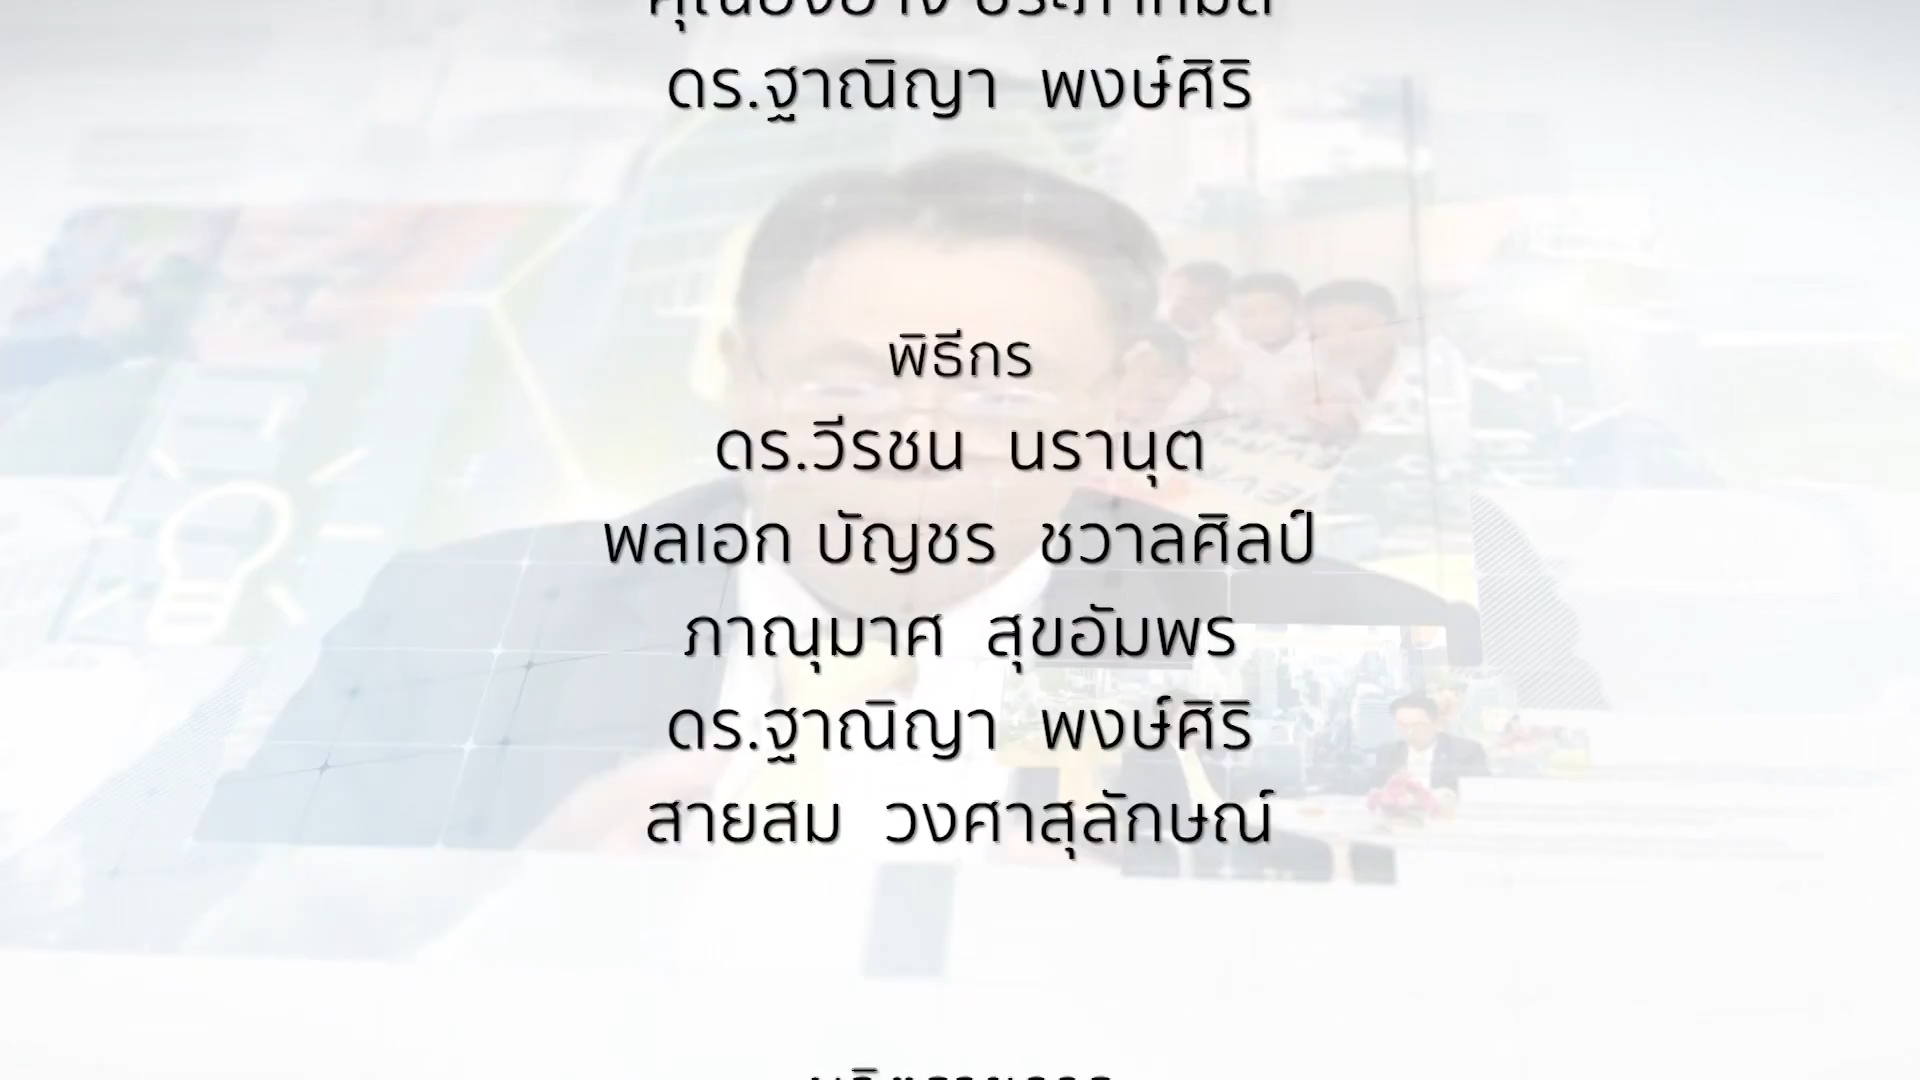 ดร.ฐาณิญา พงษ์ศิริ
พิธีกร
ดร.วีรชน นรานุต
พลเอก บัญชร ชวาลศิลป์
ภาณุมาศ สุขอัมพร
ดร.ฐาณิญา พงษ์ศิริ
สายสม วงศาสุลักษณ์